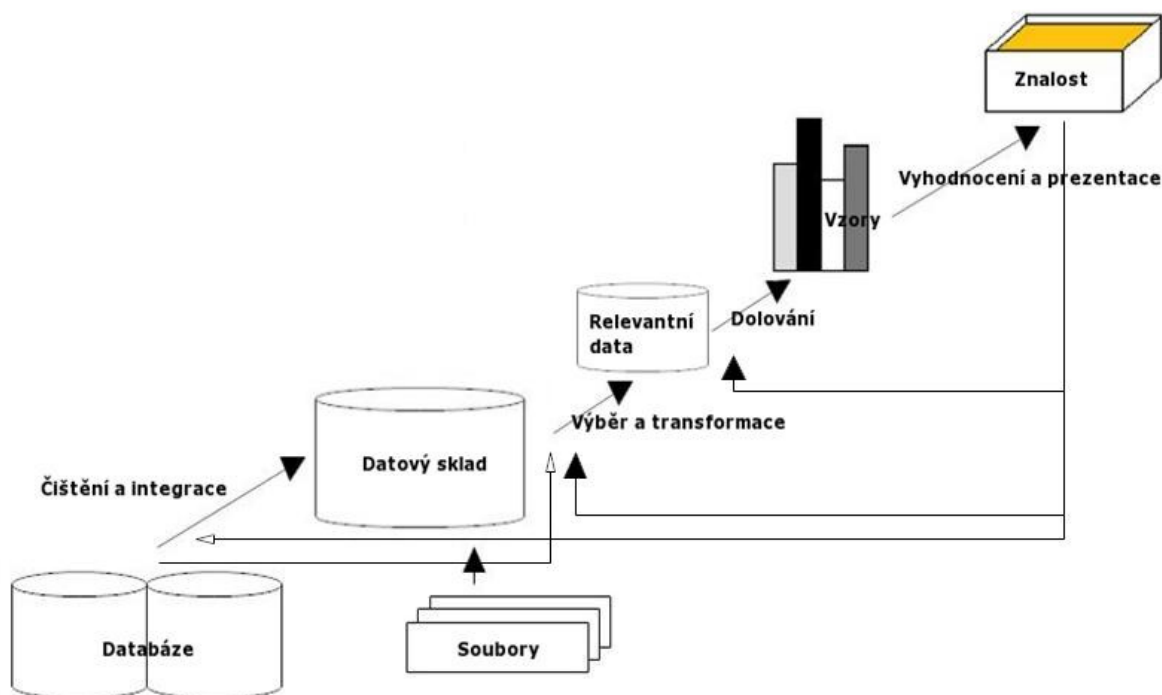 Znalost
Vyhodnocení a prezentace
Vzory
Relevantní
data
Dolování
Výběr a transformace
Datový sklad
Čištění a integrace
Databáze
Soubory